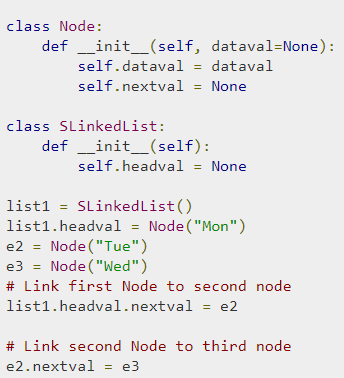 class Node:
    def __init__(self, dataval=None):
        self.dataval = dataval
        self.nextval = None
class SLinkedList:
    def __init__(self):
        self.headval = None
list1 = SLinkedList()
list1.headval = Node("Mon")
e2 = Node("Tue")
e3 = Node("Wed")
# Link first Node to second node
list1.headval.nextval = e2
# Link second Node to third node
e2.nextval = e3